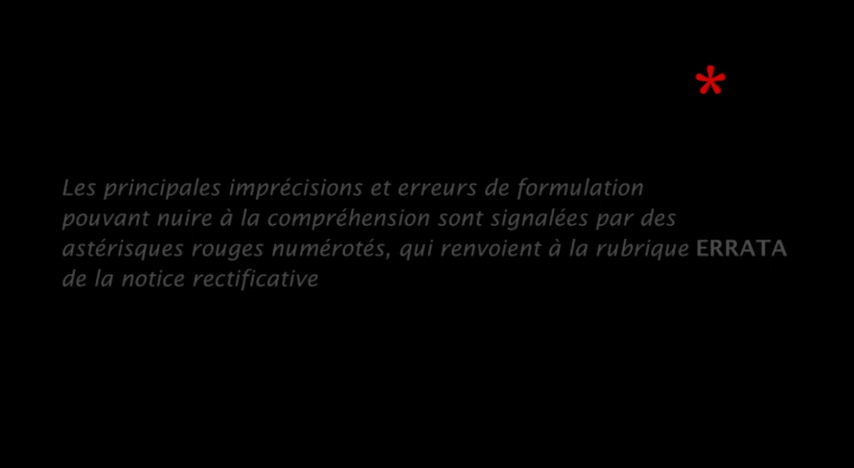 *
Les principales imprécisions et erreurs de formulation
pouvant nuire à la compréhension sont signalées par des
astérisques rouges numérotés, qui renvoient à la rubrique ERRATA
de la notice rectificative